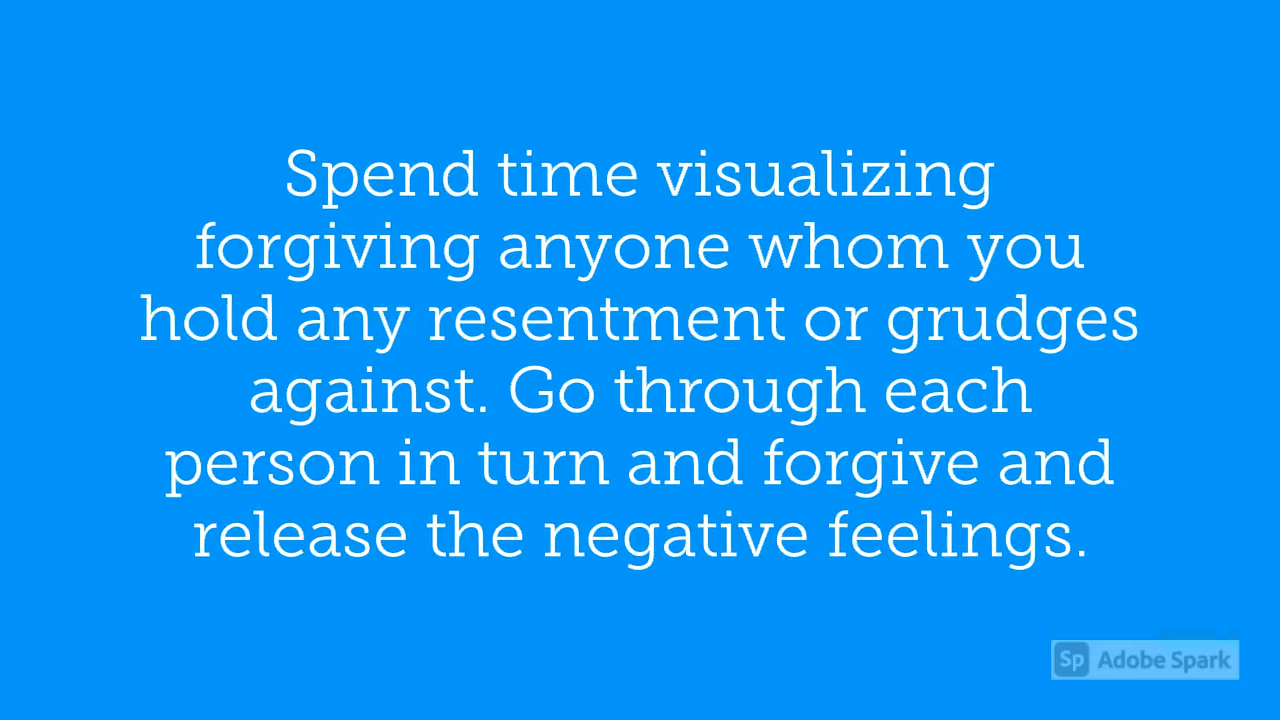 Spend time visualizing
forgiving anyone whom you
hold any resentment or grudges
against. Go through each
person in turn and forgive and
release the negative feelings.
Sp Adobe Spark